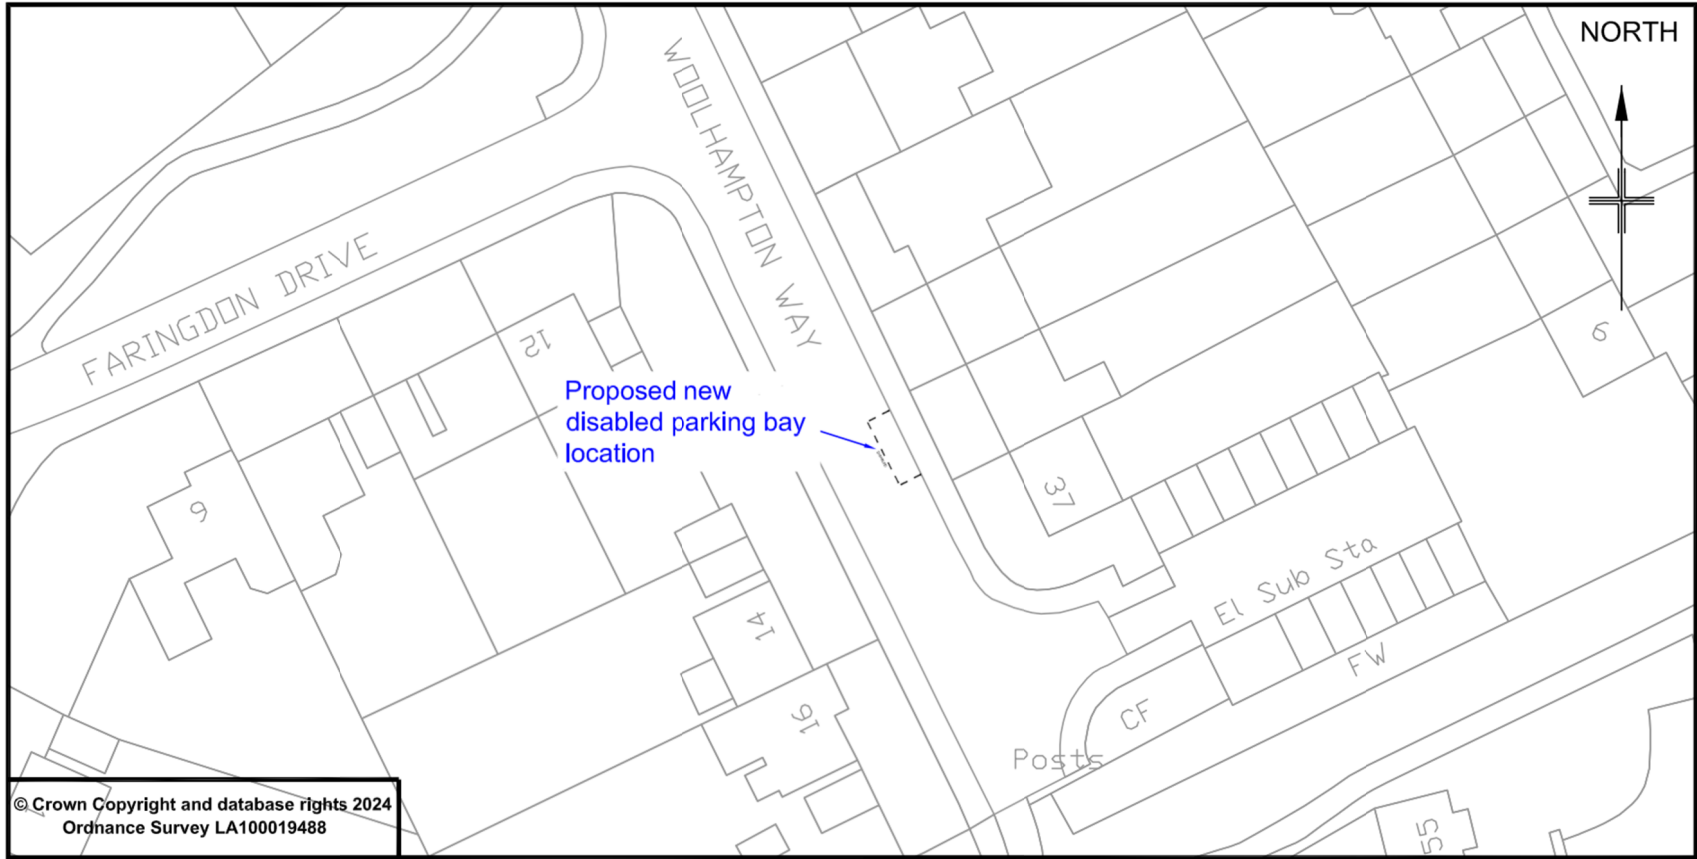 NORTH
WOOLHAMPTON WAY
FARINGDON DRIVE
12
6
Proposed new
disabled parking bay
location
9
37
El Sub Sta
14
FW
16
CF
Posts
55
© Crown Copyright and database rights 2024
Ordnance Survey LA100019488